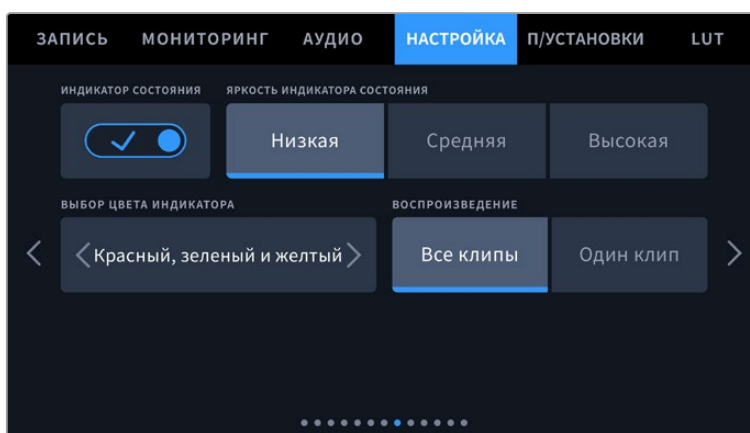 ЗАПИСЬ МОНИТОРИНГ АУДИО НАСТРОЙКА П/УСТАНОВКИ LUT
ИНДИКАТОР СОСТОЯНИЯ ЯРКОСТЬ ИНДИКАТОРА СОСТОЯНИЯ
Низкая Средняя Высокая
ВЫБОР ЦВЕТА ИНДИКАТОРА ВОСПРОИЗВЕДЕНИЕ
Красный, зеленый и желтый Все клипы Один клип